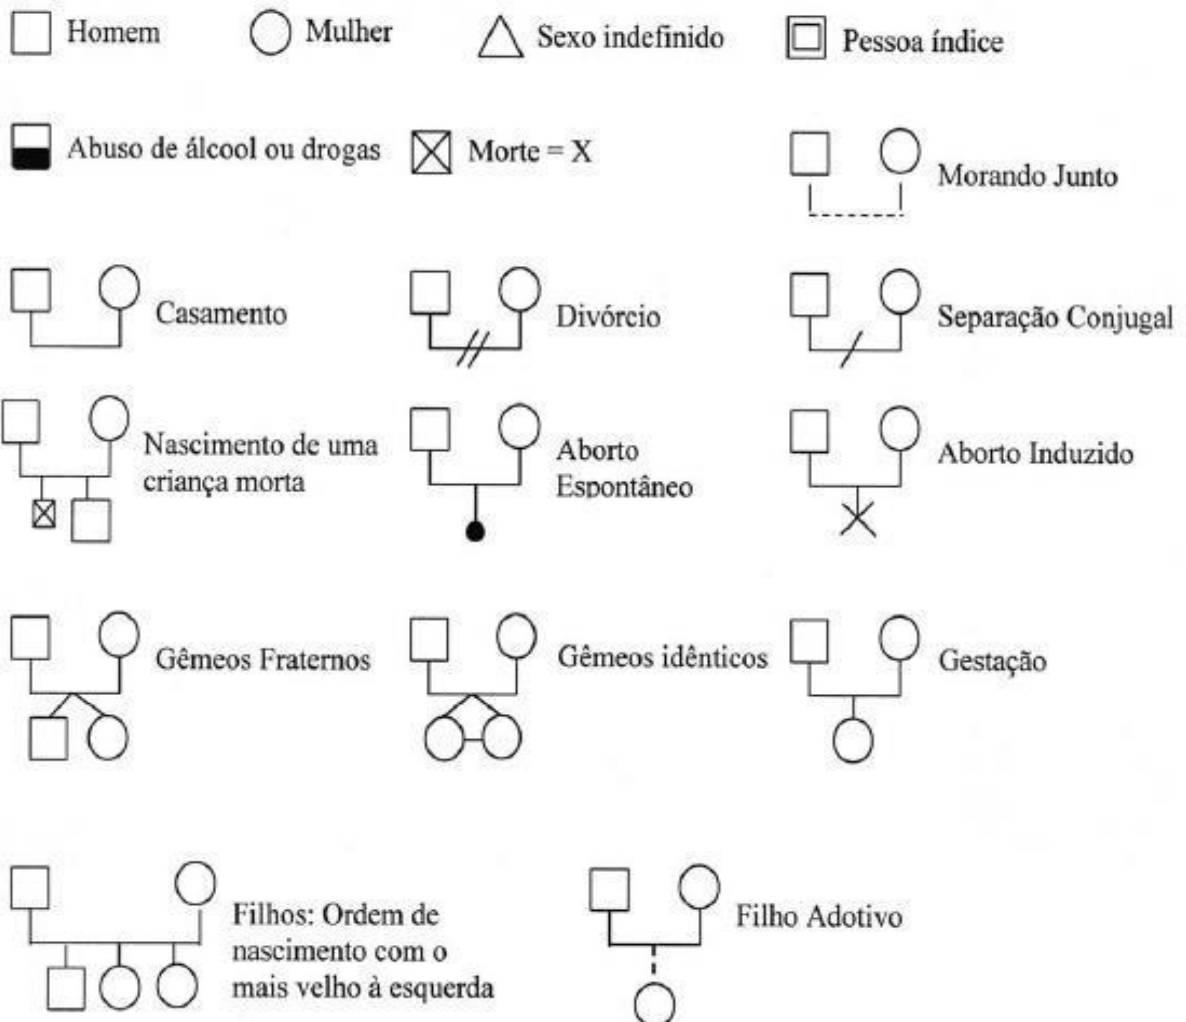 Homem
Mulher
Sexo indefinido
Pessoa índice
Abuso de álcool ou drogas
Morte = X
Morando Junto
Casamento
Divórcio
Separação Conjugal
Nascimento de uma
criança morta
Aborto
Espontâneo
Aborto Induzido
Gêmeos Fraternos
Gêmeos idênticos
Gestação
Filhos: Ordem de
nascimento com o
mais velho à esquerda
Filho Adotivo